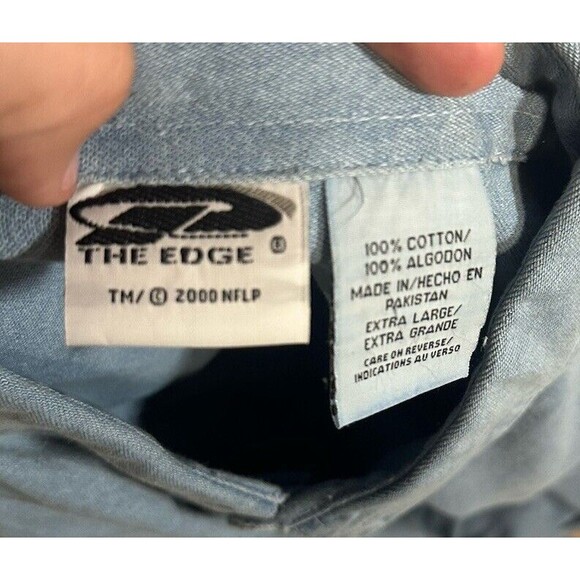 THE EDGE ®
TM/ © 2000 NFLP
100% COTTON/
100% ALGODON
MADE IN/HECHO EN
PAKISTAN
EXTRA LARGE/
EXTRA GRANDE
CARE ON REVERSE/
INDICATIONS AU VERSO